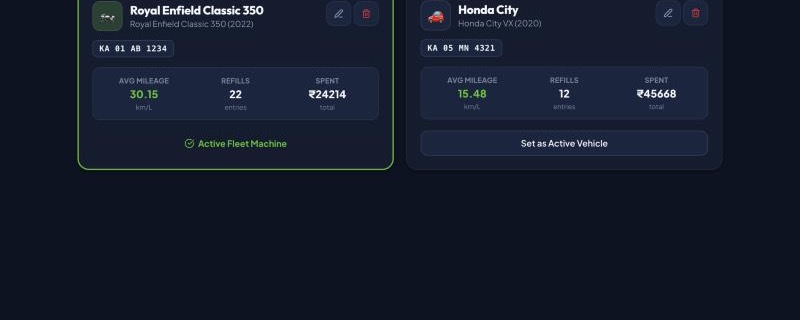 Royal Enfield Classic 350
Royal Enfield Classic 350 (2022)
KA 01 AB 1234
AVG MILEAGE REFILLS SPENT
30.15 22 ₹24214
km/L entries total
Active Fleet Machine
Honda City
Honda City VX (2020)
KA 05 MN 4321
AVG MILEAGE REFILLS SPENT
15.48 12 ₹45668
km/L entries total
Set as Active Vehicle